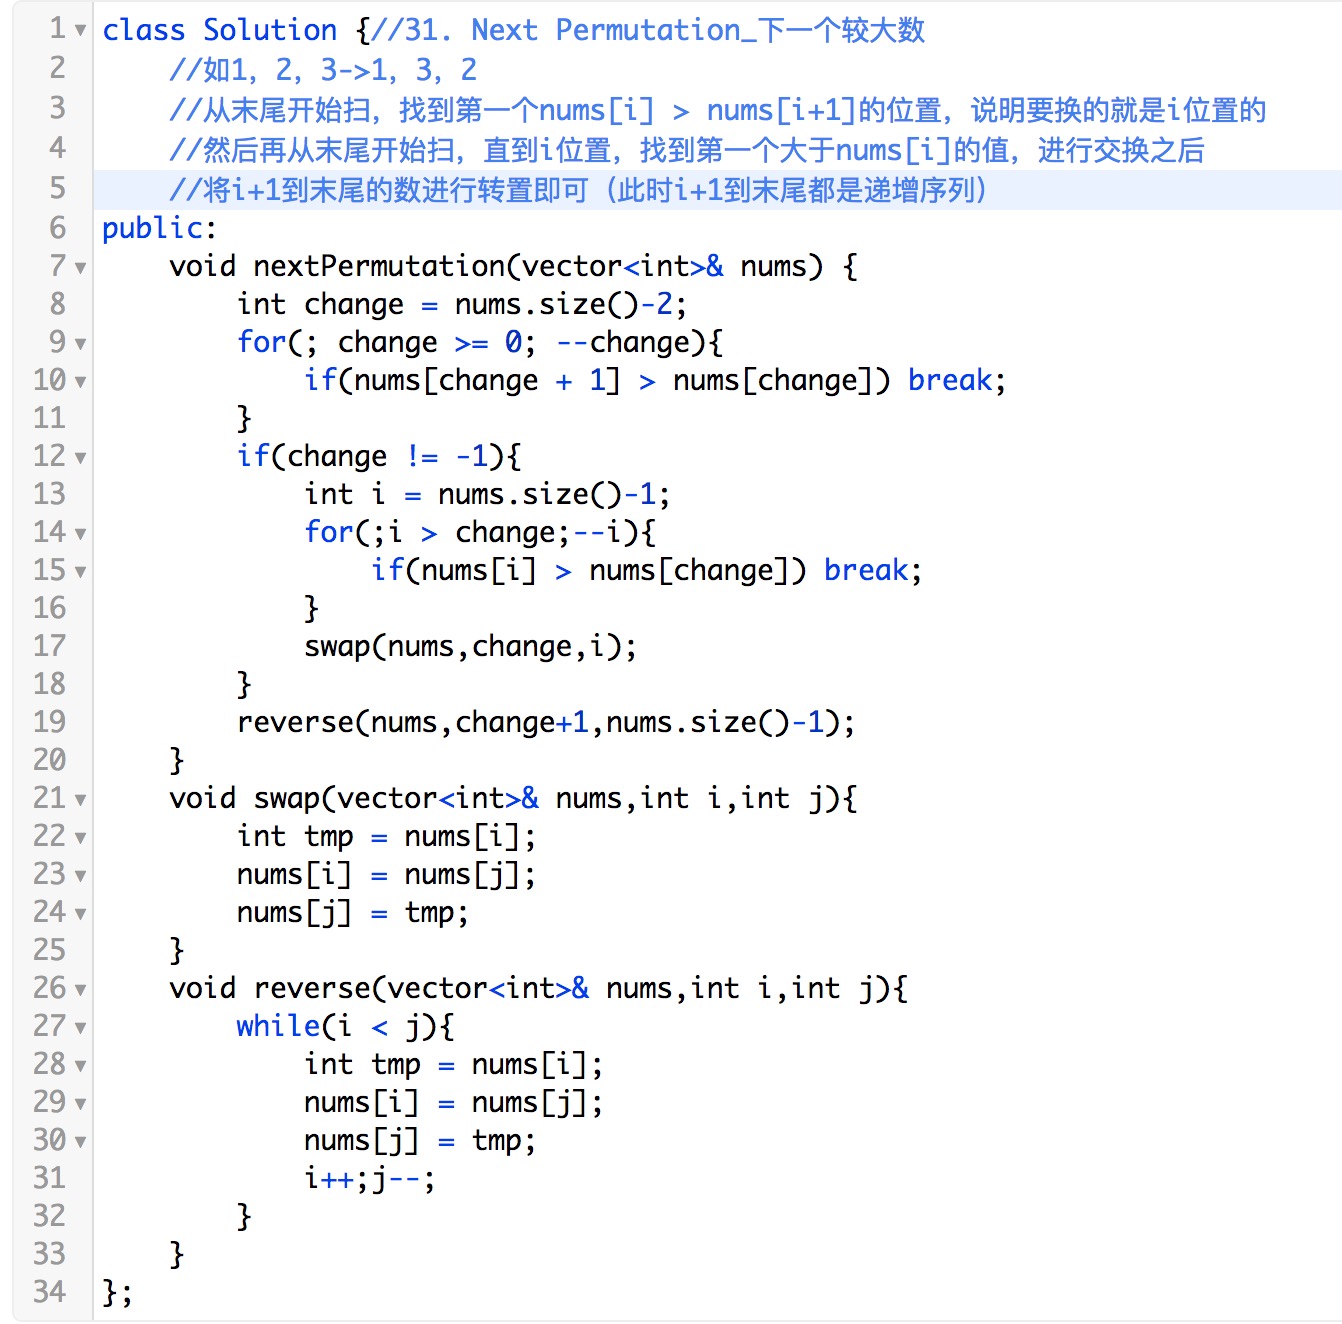 1 class Solution {//31. Next Permutation_下一个较大数
2 //如1，2，3->1，3，2
3 //从末尾开始扫，找到第一个nums[i] > nums[i+1]的位置，说明要换的就是i位置的
4 //然后再从末尾开始扫，直到i位置，找到第一个大于nums[i]的值，进行交换之后
5 //将i+1到末尾的数进行转置即可（此时i+1到末尾都是递增序列）
6 public:
7 void nextPermutation(vector<int>& nums) {
8 int change = nums.size()-2;
9 for(; change >= 0; --change){
10 if(nums[change + 1] > nums[change]) break;
11 }
12 if(change != -1){
13 int i = nums.size()-1;
14 for(;i > change;--i){
15 if(nums[i] > nums[change]) break;
16 }
17 swap(nums,change,i);
18 }
19 reverse(nums,change+1,nums.size()-1);
20 }
21 void swap(vector<int>& nums,int i,int j){
22 int tmp = nums[i];
23 nums[i] = nums[j];
24 nums[j] = tmp;
25 }
26 void reverse(vector<int>& nums,int i,int j){
27 while(i < j){
28 int tmp = nums[i];
29 nums[i] = nums[j];
30 nums[j] = tmp;
31 i++;j--;
32 }
33 }
34 };